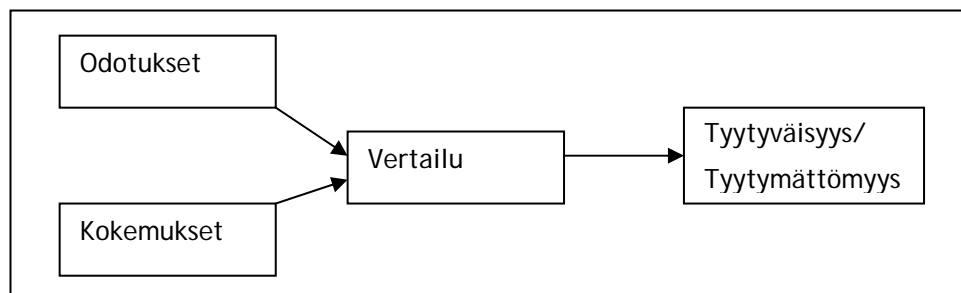 Odotukset
Kokemukset
Vertailu
Tyytyväisyys/
Tyytymättömyys